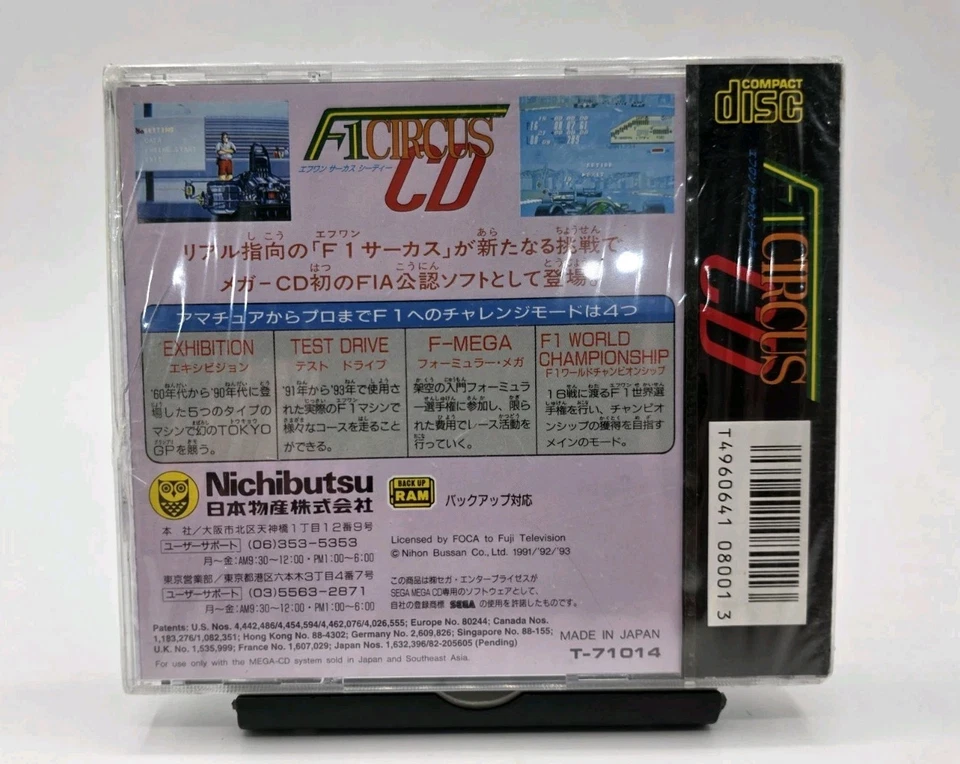 F1 CIRCUS
CD
エフワン サーカス シーディー
リアル指向の「F1サーカス」が新たなる挑戦で
メガ-CD初のFIA公認ソフトとして登場。
アマチュアからプロまでF1へのチャレンジモードは4つ
EXHIBITION
エキシビジョン
'60年代から'90年代に登
場した5つのタイプの
マシンで幻のTOKYO
GPを競う。
TEST DRIVE
テスト ドライブ
'91年から'93年で使用さ
れた実際のF1マシンで
様々なコースを走ること
ができる。
F-MEGA
フォーミュラー・メガ
架空の入門フォーミュラ
ー選手権に参加し、限ら
れた費用でレース活動を
行っていく。
F1 WORLD
CHAMPIONSHIP
F1ワールドチャンピオンシップ
16戦に渡るF1世界選
手権を行い、チャンピオ
ンシップの獲得を目指す
メインのモード。
Nichibutsu
日本物産株式会社
BACK UP
RAM
バックアップ対応
本 社/大阪市北区天神橋1丁目12番9号
ユーザーサポート (06)353-5353
月〜金:AM9:30〜12:00・PM1:00〜6:00
東京営業部/東京都港区六本木3丁目4番7号
ユーザーサポート (03)5563-2871
月〜金:AM9:30〜12:00・PM1:00〜6:00
Licensed by FOCA to Fuji Television
©Nihon Bussan Co., Ltd. 1991/'92/'93
この商品は㈱セガ・エンタープライゼスが
SEGA MEGA CD専用のソフトウェアとして、
自社の登録商標 SEGA の使用を許諾したものです。
Patents: U.S. Nos. 4,442,486/4,454,594/4,462,076/4,026,555; Europe No. 80244; Canada Nos.
1,183,276/1,082,351; Hong Kong No. 88-4302; Germany No. 2,609,826; Singapore No. 88-155;
U.K. No. 1,535,999; France No. 1,607,029; Japan Nos. 1,632,396/82-205605 (Pending)
For use only with the MEGA-CD system sold in Japan and Southeast Asia.
MADE IN JAPAN
T-71014
COMPACT
disc
エフワン サーカス シーディー
F1 CIRCUS
CD
T4960641 08001 3